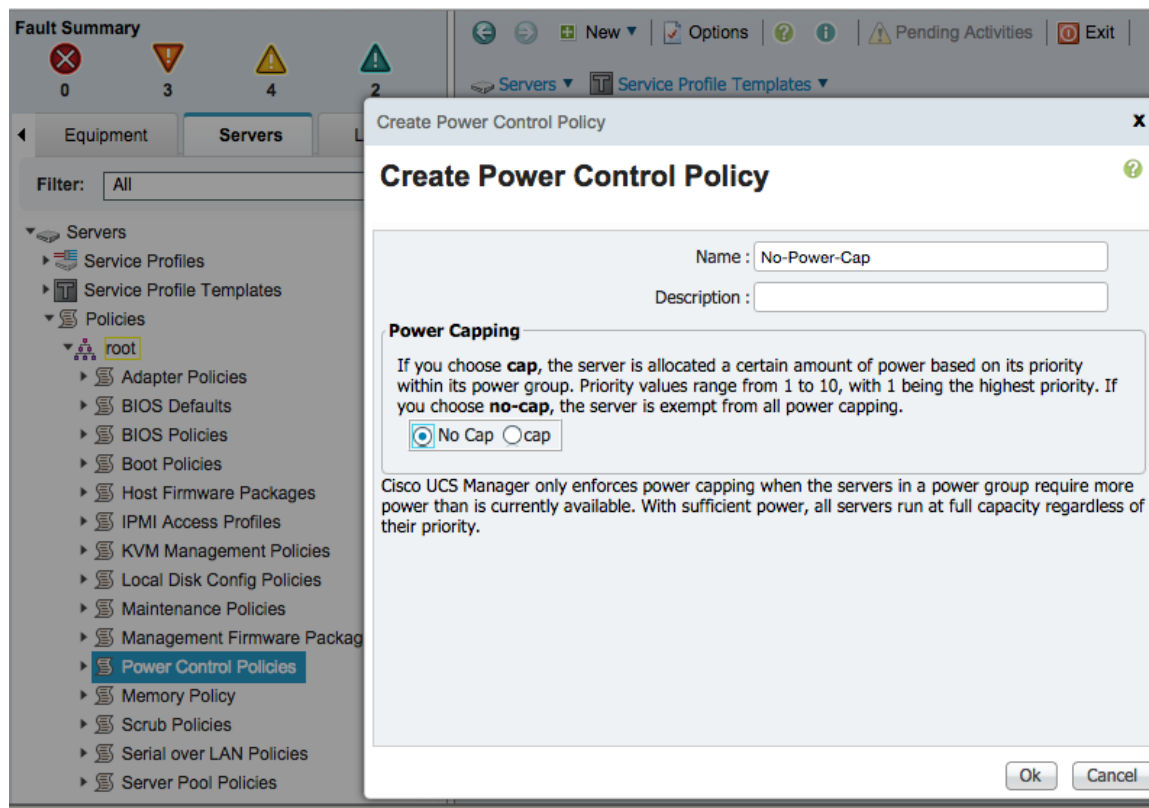 Fault Summary
0 3 4 2
New Options Pending Activities Exit
Servers Service Profile Templates
Equipment Servers L
Filter: All
Servers
Service Profiles
Service Profile Templates
Policies
root
Adapter Policies
BIOS Defaults
BIOS Policies
Boot Policies
Host Firmware Packages
IPMI Access Profiles
KVM Management Policies
Local Disk Config Policies
Maintenance Policies
Management Firmware Packag
Power Control Policies
Memory Policy
Scrub Policies
Serial over LAN Policies
Server Pool Policies
Create Power Control Policy x
Create Power Control Policy
Name : No-Power-Cap
Description :
Power Capping
If you choose cap, the server is allocated a certain amount of power based on its priority
within its power group. Priority values range from 1 to 10, with 1 being the highest priority. If
you choose no-cap, the server is exempt from all power capping.
No Cap cap
Cisco UCS Manager only enforces power capping when the servers in a power group require more
power than is currently available. With sufficient power, all servers run at full capacity regardless of
their priority.
Ok Cancel